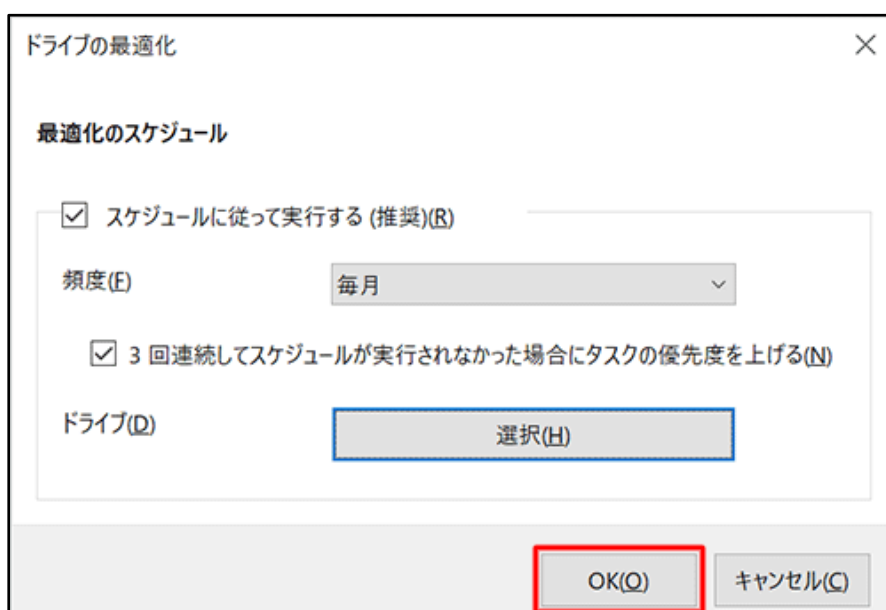 ドライブの最適化
最適化のスケジュール
スケジュールに従って実行する (推奨)(R)
頻度(F)
毎月
3 回連続してスケジュールが実行されなかった場合にタスクの優先度を上げる(N)
ドライブ(D)
選択(H)
OK(O)
キャンセル(C)